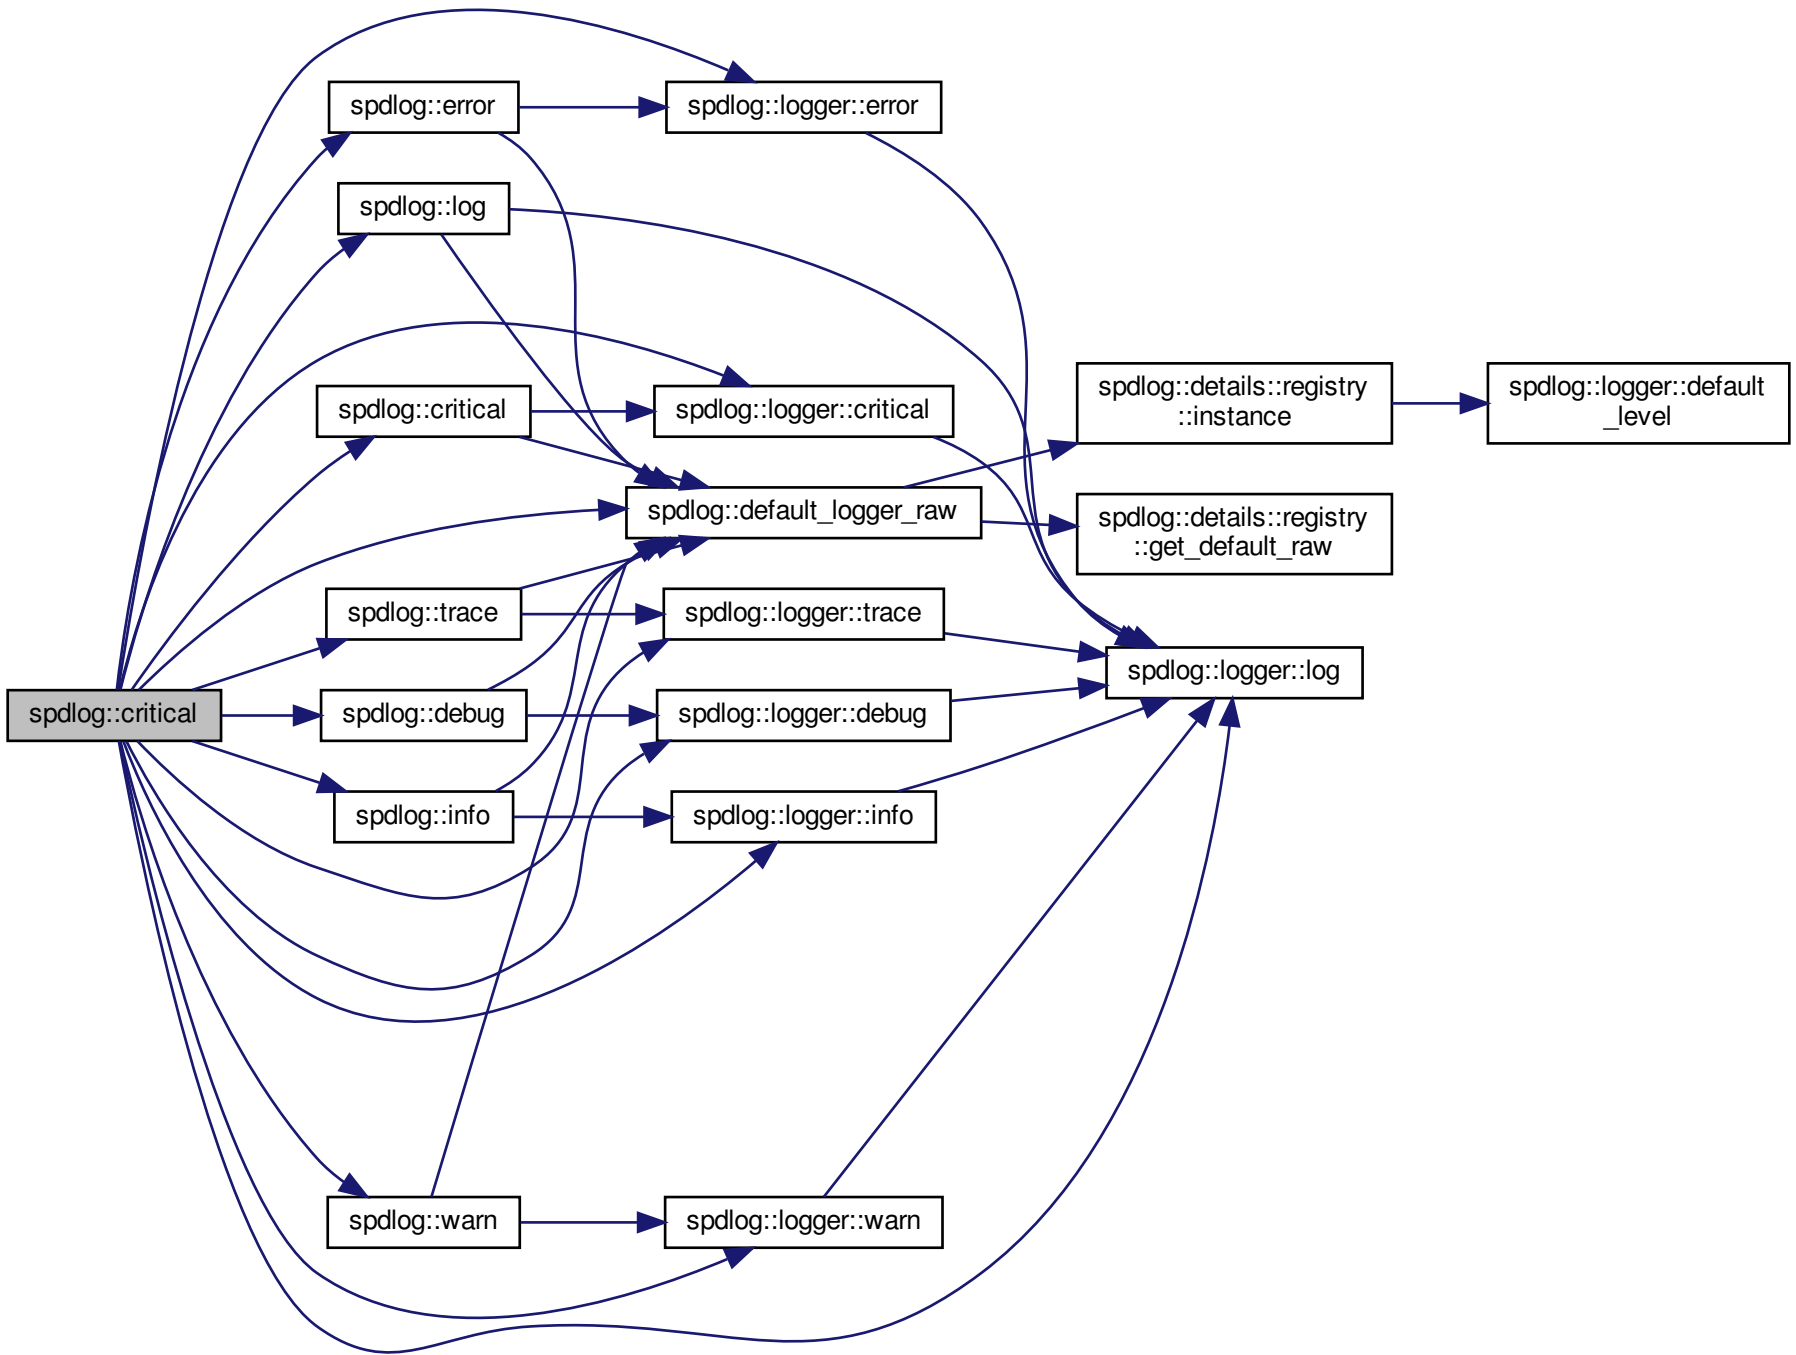 spdlog::error
spdlog::logger::error
spdlog::log
spdlog::details::registry
::instance
spdlog::logger::default
_level
spdlog::critical
spdlog::logger::critical
spdlog::default_logger_raw
spdlog::details::registry
::get_default_raw
spdlog::trace
spdlog::logger::trace
spdlog::logger::log
spdlog::critical
spdlog::debug
spdlog::logger::debug
spdlog::info
spdlog::logger::info
spdlog::warn
spdlog::logger::warn